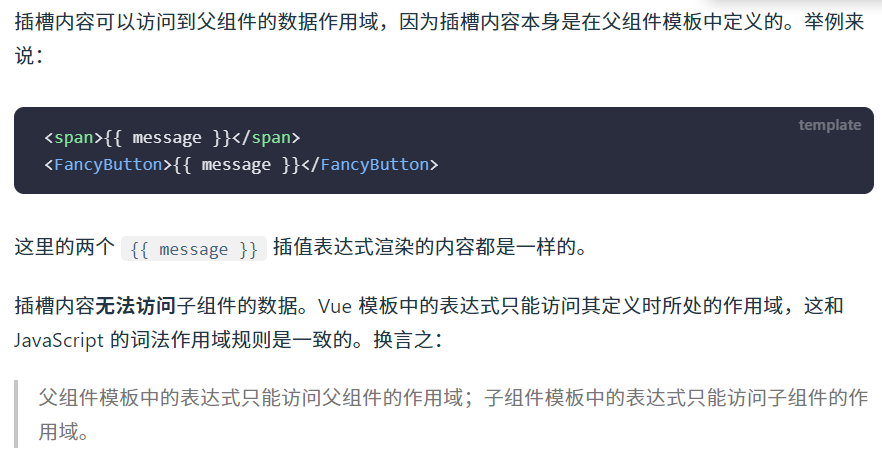 插槽内容可以访问到父组件的数据作用域，因为插槽内容本身是在父组件模板中定义的。举例来
说：
template
<span>{{ message }}</span>
<FancyButton>{{ message }}</FancyButton>
这里的两个 {{ message }} 插值表达式渲染的内容都是一样的。
插槽内容无法访问子组件的数据。Vue 模板中的表达式只能访问其定义时所处的作用域，这和
JavaScript 的词法作用域规则是一致的。换言之：
父组件模板中的表达式只能访问父组件的作用域；子组件模板中的表达式只能访问子组件的作
用域。